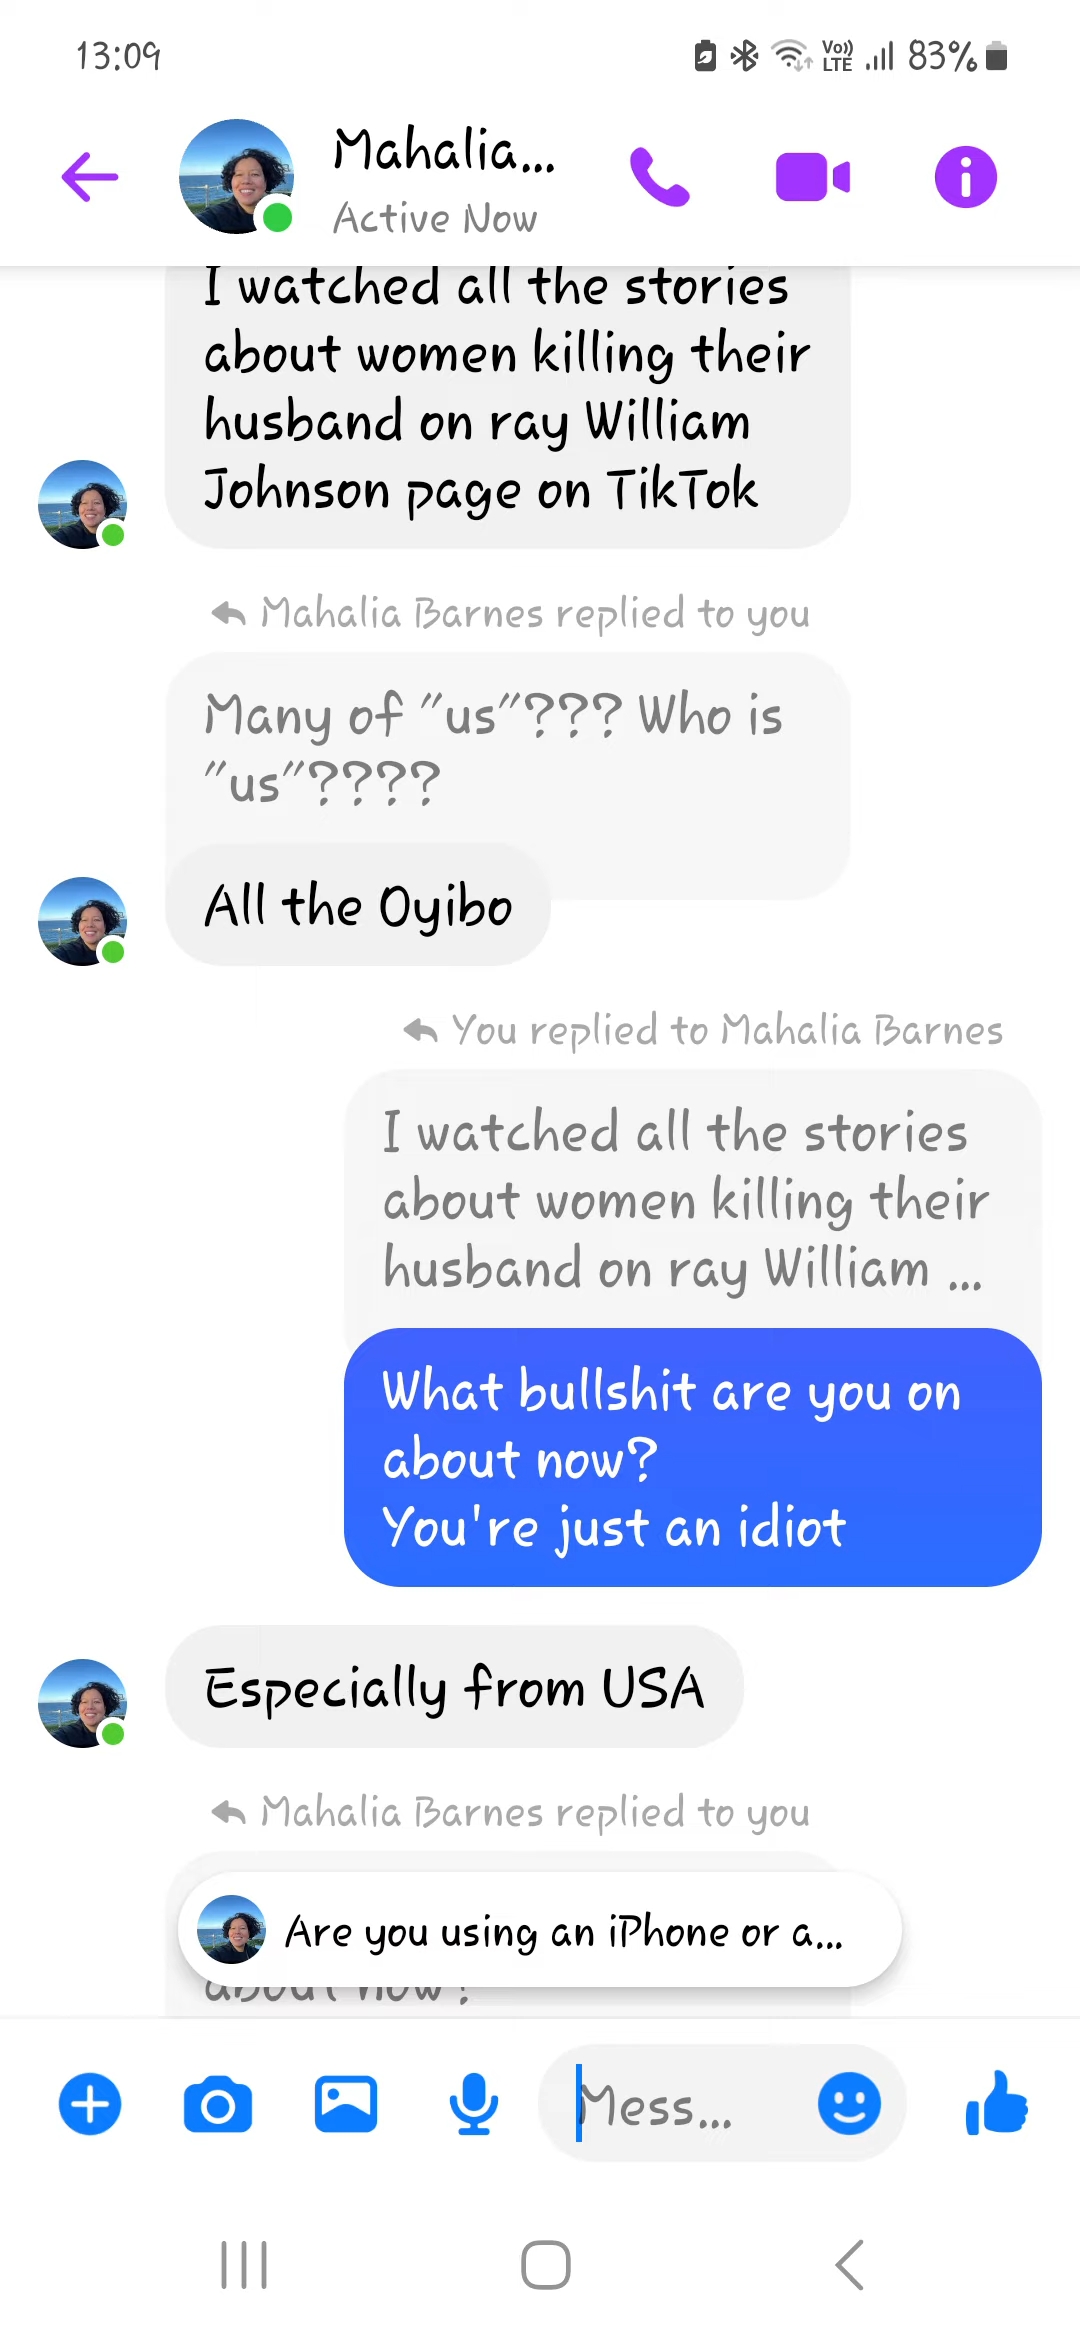 13:09
Vo))
LTE
83%
Mahalia...
Active Now
I watched all the stories
about women killing their
husband on ray William
Johnson page on TikTok
Mahalia Barnes replied to you
Many of "us"??? Who is
"us"????
All the Oyibo
You replied to Mahalia Barnes
I watched all the stories
about women killing their
husband on ray William ...
What bullshit are you on
about now?
You're just an idiot
Especially from USA
Mahalia Barnes replied to you
Are you using an iPhone or a...
about now?
Mess...